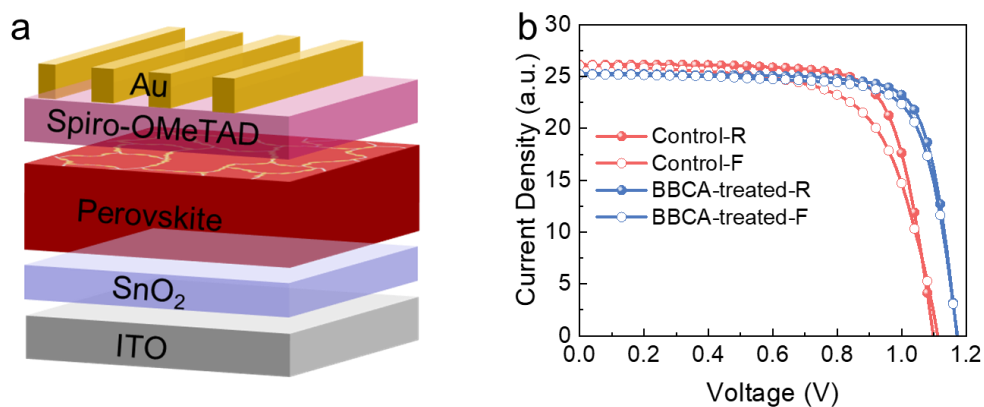 a
Au
Spiro-OMeTAD
Perovskite
SnO₂
ITO
b
Current Density (a.u.)
30
25
20
15
10
5
0
Control-R
Control-F
BBCA-treated-R
BBCA-treated-F
0.0 0.2 0.4 0.6 0.8 1.0 1.2
Voltage (V)